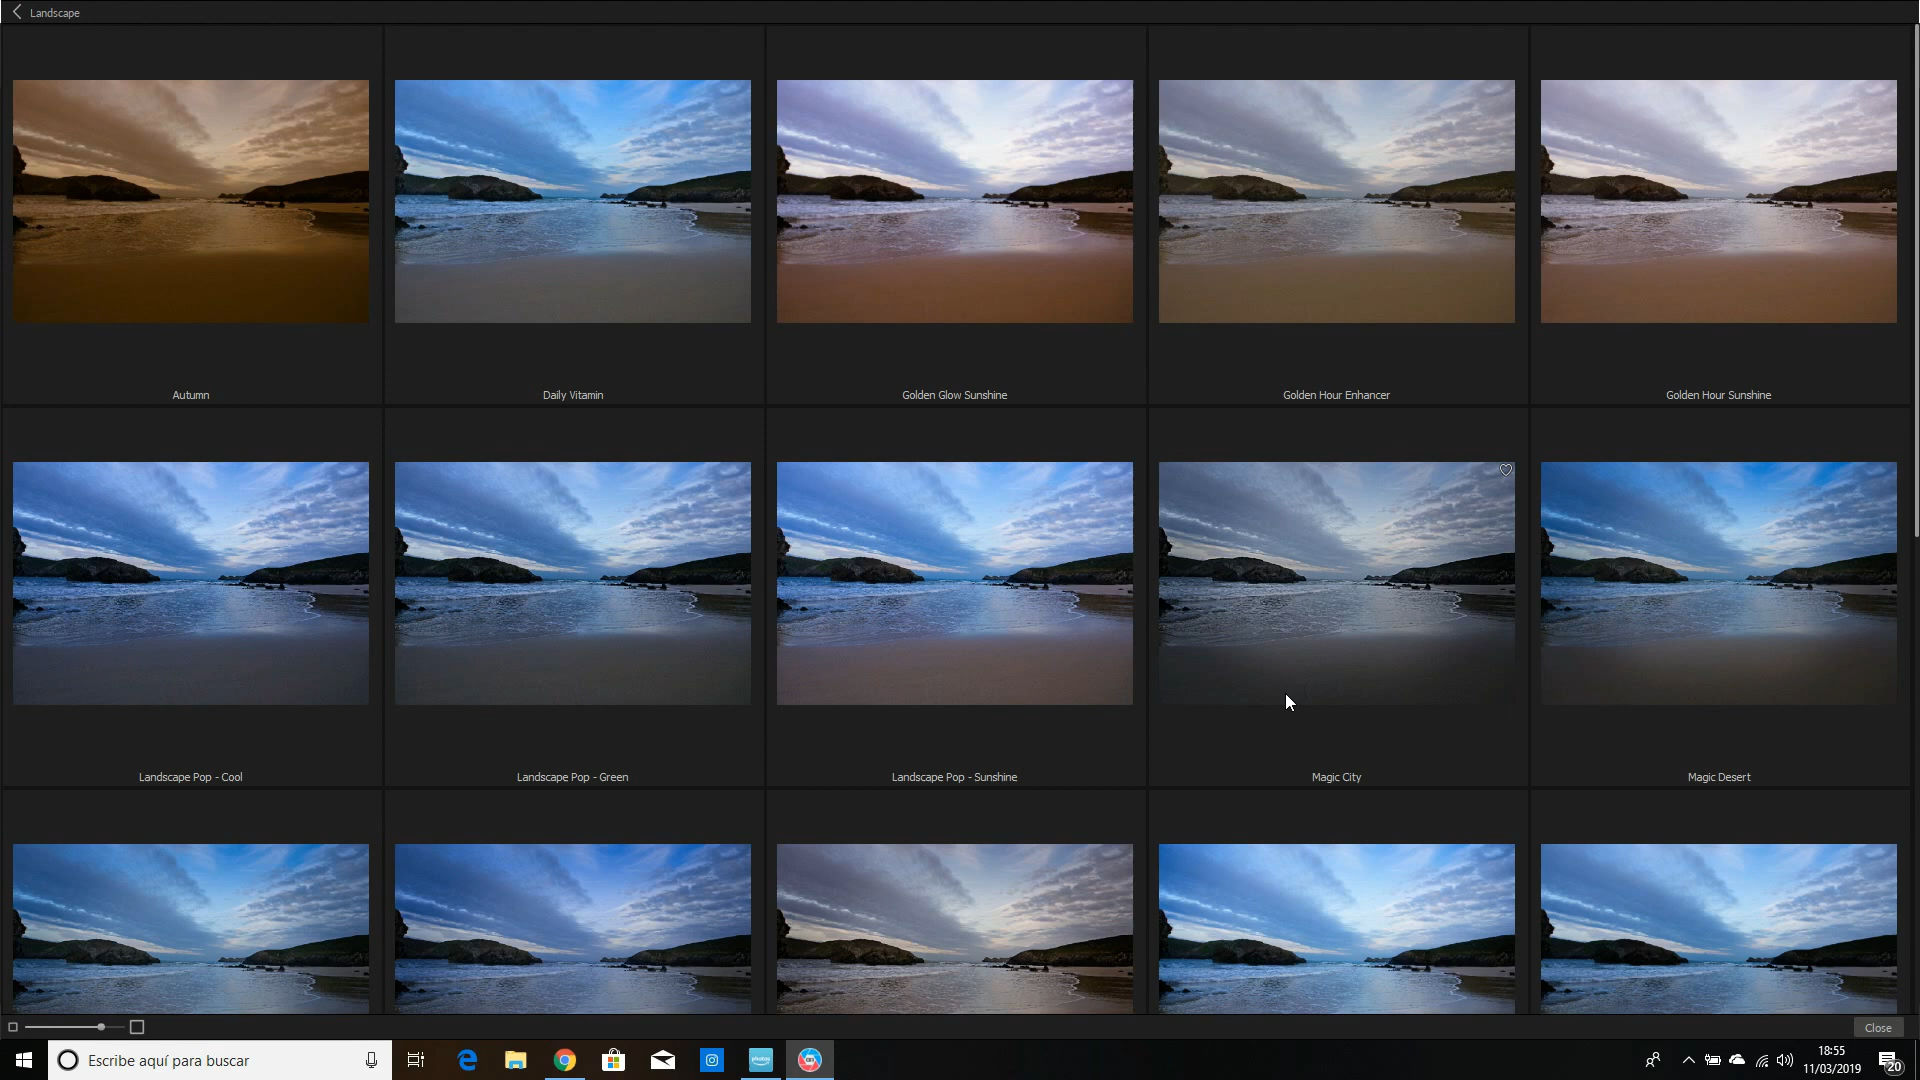 Landscape
Autumn
Daily Vitamin
Golden Glow Sunshine
Golden Hour Enhancer
Golden Hour Sunshine
Landscape Pop - Cool
Landscape Pop - Green
Landscape Pop - Sunshine
Magic City
Magic Desert
Close
Escribe aquí para buscar
photos
18:55
11/03/2019
20